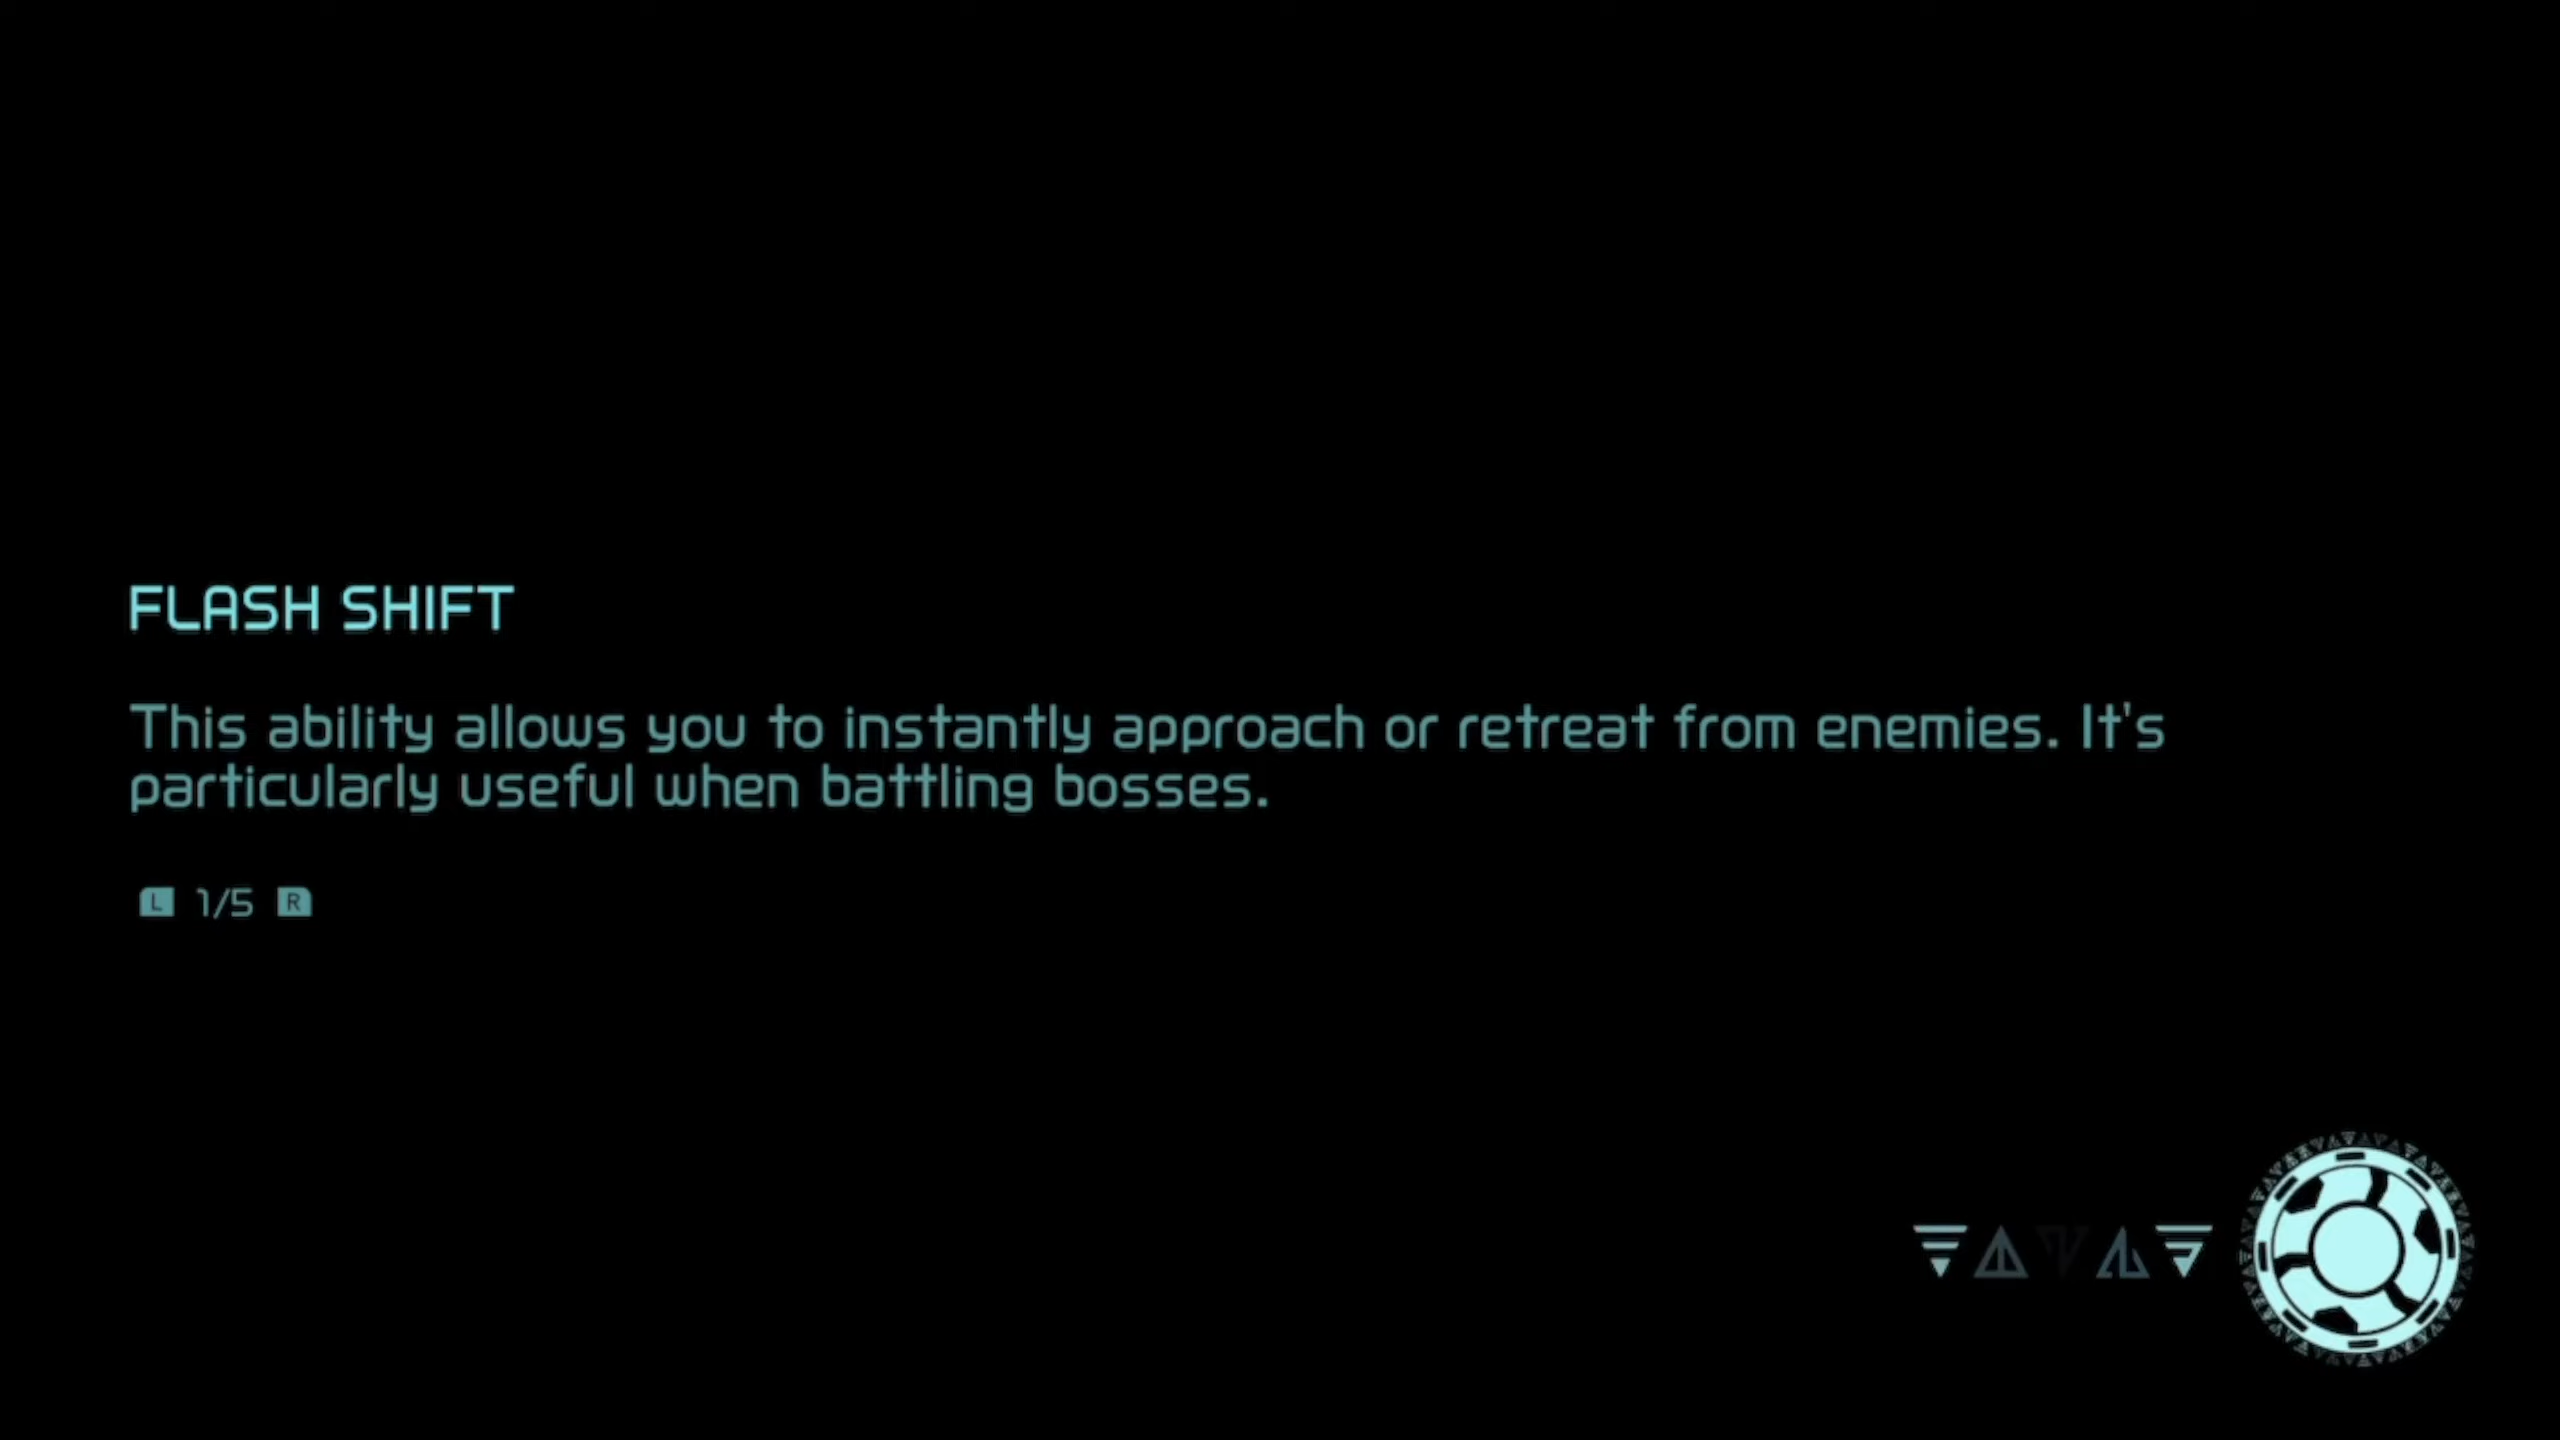 FLASH SHIFT
This ability allows you to instantly approach or retreat from enemies. It's
particularly useful when battling bosses.
L 1/5 R